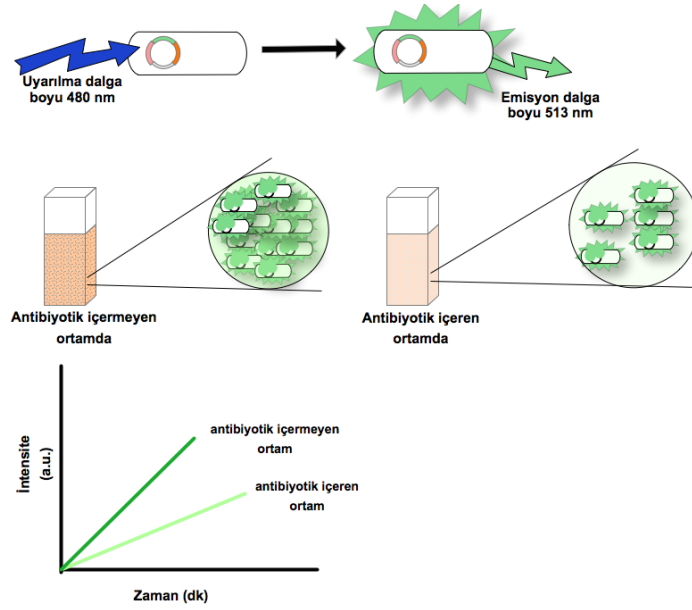 Uyarılma dalga
boyu 480 nm
Emisyon dalga
boyu 513 nm
Antibiyotik içermeyen
ortamda
Antibiyotik içeren
ortamda
antibiyotik içermeyen
ortam
antibiyotik içeren
ortam
İntensite
(a.u.)
Zaman (dk)